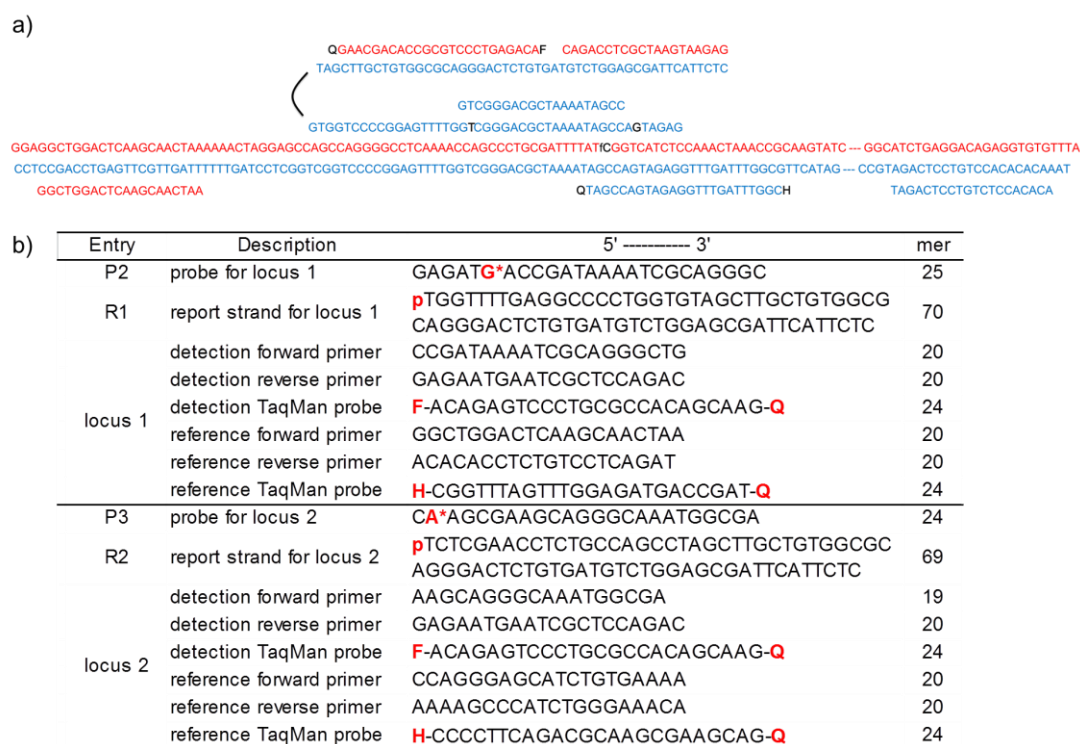 a)
QGAACGACACCGCGTCCCTGAGACAF CAGACCTCGCTAAGTAAGAG
TAGCTTGCTGTGGCGCAGGGACTCTGTGATGTCTGGAGCGATTCATTCTC
GTCGGGACGCTAAAATAGCC
GTGGTCCCCGGAGTTTTGGTCGGGACGCTAAAATAGCCAGTAGAG
GGAGGCTGGACTCAAGCAACTAAAAAACTAGGAGCCAGCCAGGGGCCTCAAAACCAGCCCTGCGATTTTATfCGGTCATCTCCAAACTAAACCGCAAGTATC --- GGCATCTGAGGACAGAGGTGTGTTTA
CCTCCGACCTGAGTTCGTTGATTTTTTGATCCTCGGTCGGTCCCCGGAGTTTTGGTCGGGACGCTAAAATAGCCAGTAGAGGTTTGATTTGGCGTTCATAG --- CCGTAGACTCCTGTCCACACACAAAT
GGCTGGACTCAAGCAACTAA QTAGCCAGTAGAGGTTTGATTTGGCH TAGACTCCTGTCTCCACACA
b)
Entry Description 5' ----------- 3' mer
P2 probe for locus 1 GAGATG*ACCGATAAAATCGCAGGGC 25
R1 report strand for locus 1 pTGGTTTTGAGGCCCCTGGTGTAGCTTGCTGTGGCG
CAGGGACTCTGTGATGTCTGGAGCGATTCATTCTC 70
locus 1
detection forward primer CCGATAAAATCGCAGGGCTG 20
detection reverse primer GAGAATGAATCGCTCCAGAC 20
detection TaqMan probe F-ACAGAGTCCCTGCGCCACAGCAAG-Q 24
reference forward primer GGCTGGACTCAAGCAACTAA 20
reference reverse primer ACACACCTCTGTCCTCAGAT 20
reference TaqMan probe H-CGGTTTAGTTTGGAGATGACCGAT-Q 24
P3 probe for locus 2 CA*AGCGAAGCAGGGCAAATGGCGA 24
R2 report strand for locus 2 pTCTCGAACCTCTGCCAGCCTAGCTTGCTGTGGCGC
AGGGACTCTGTGATGTCTGGAGCGATTCATTCTC 69
locus 2
detection forward primer AAGCAGGGCAAATGGCGA 19
detection reverse primer GAGAATGAATCGCTCCAGAC 20
detection TaqMan probe F-ACAGAGTCCCTGCGCCACAGCAAG-Q 24
reference forward primer CCAGGGAGCATCTGTGAAAA 20
reference reverse primer AAAAGCCCATCTGGGAAACA 20
reference TaqMan probe H-CCCCTTCAGACGCAAGCGAAGCAG-Q 24